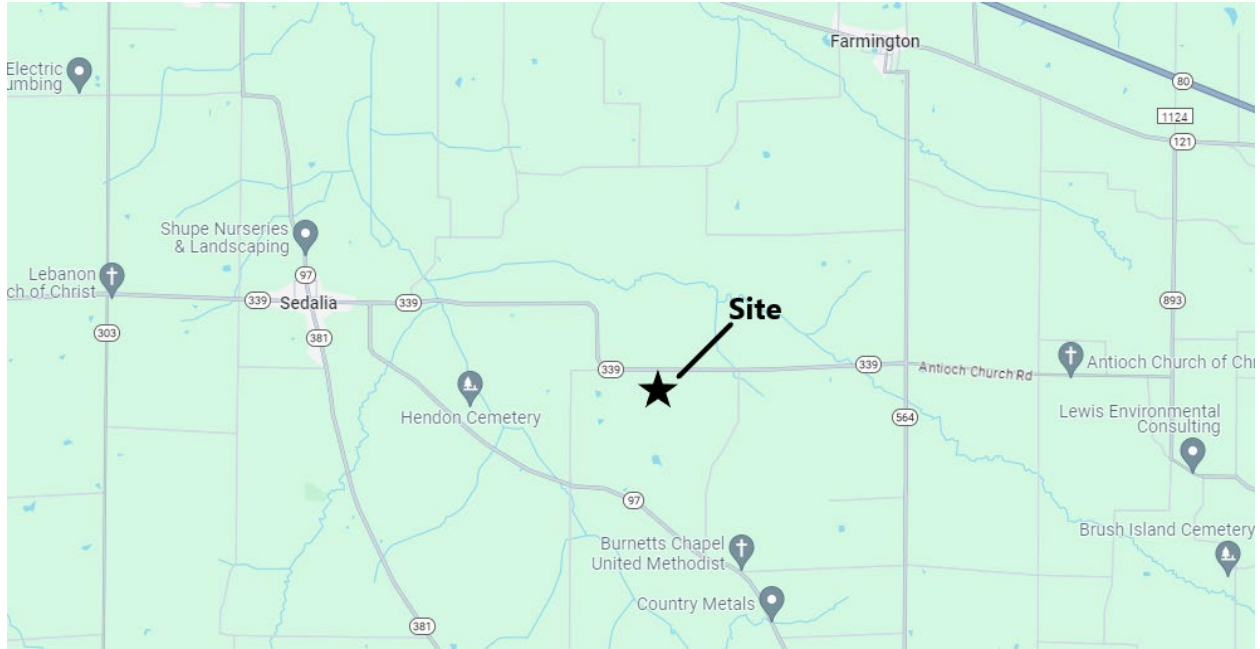 Farmington
Electric
umbing
80
1124
121
Shupe Nurseries
& Landscaping
Lebanon
ch of Christ
97
339
Sedalia
339
893
Site
303
381
339
339
Antioch Church Rd
Antioch Church of Chr
Hendon Cemetery
564
Lewis Environmental
Consulting
97
Brush Island Cemetery
Burnetts Chapel
United Methodist
Country Metals
381